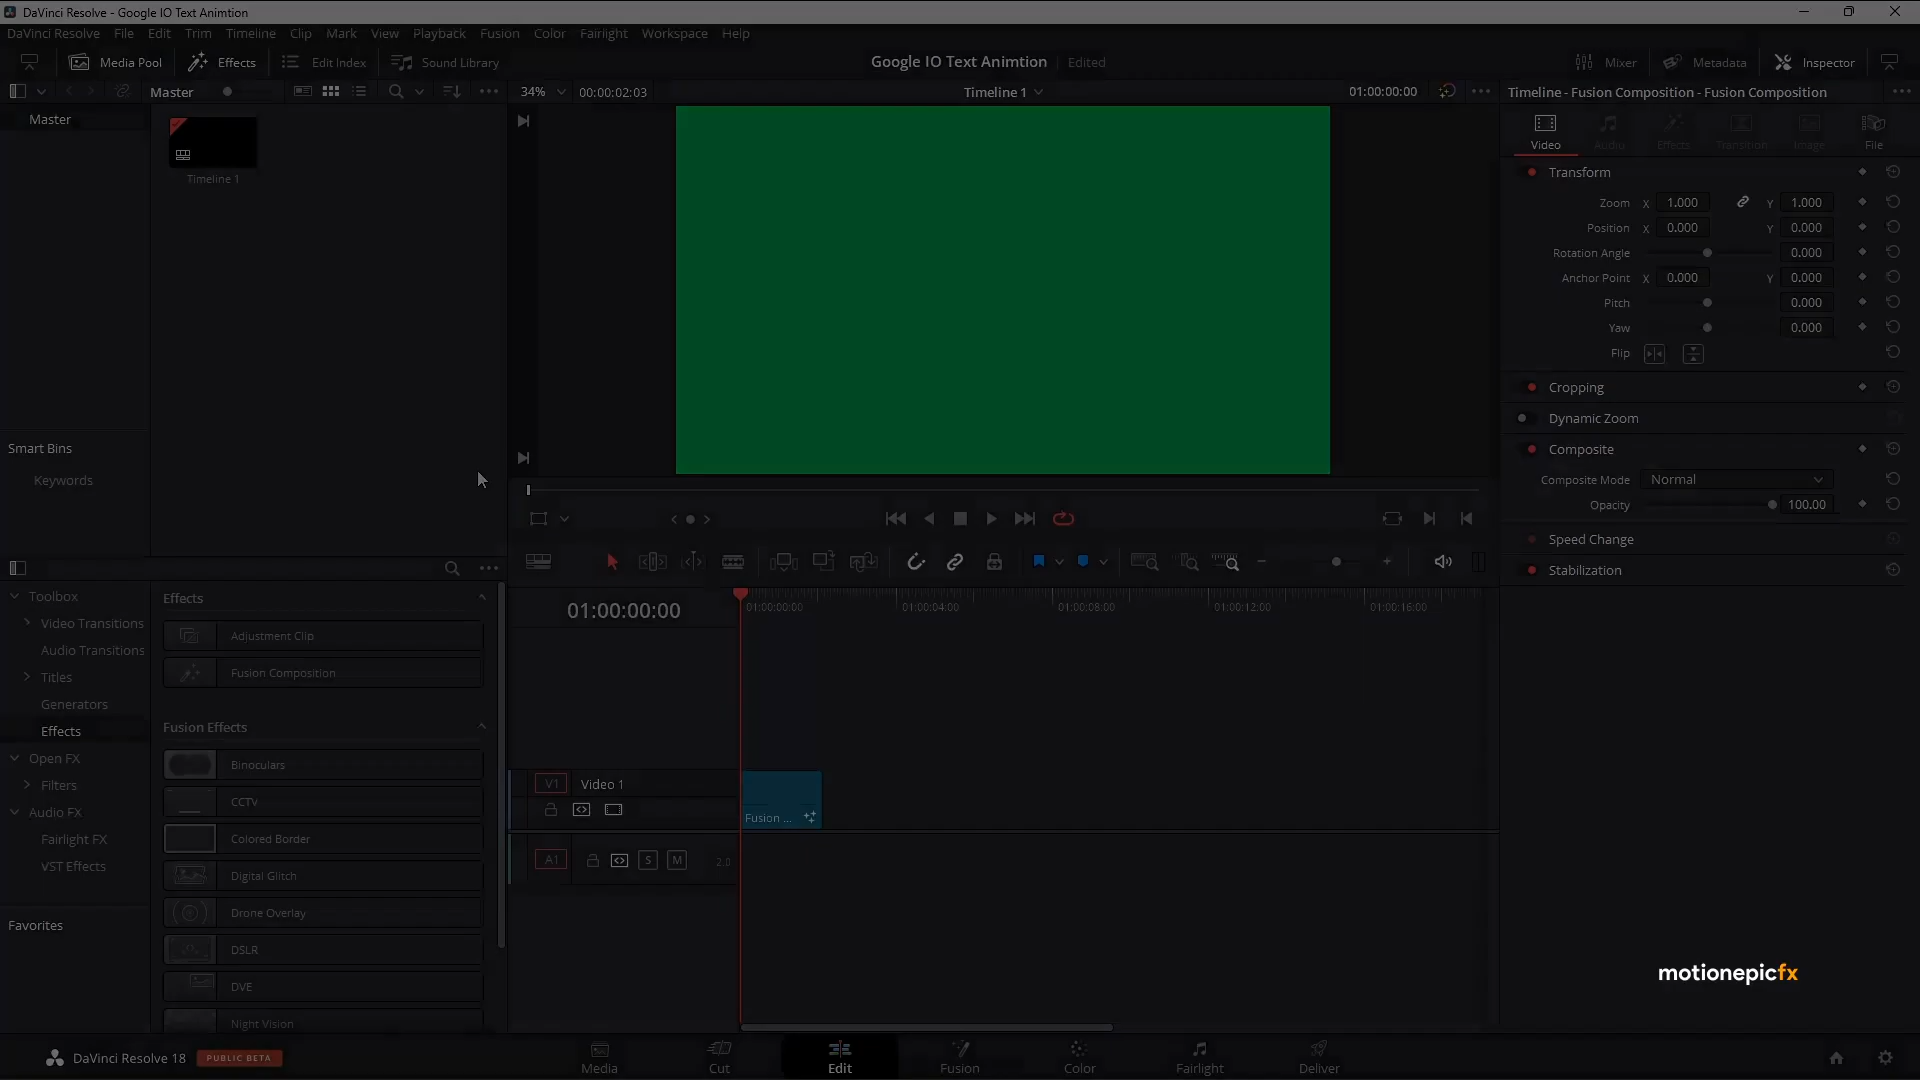 DaVinci Resolve - Google IO Text Animtion
DaVinci Resolve File Edit Trim Timeline Clip Mark View Playback Fusion Color Fairlight Workspace Help
Media Pool Effects Edit Index Sound Library Google IO Text Animtion Edited Mixer Metadata Inspector
Master 34% 00:00:02:03 Timeline 1 01:00:00:00 Timeline - Fusion Composition - Fusion Composition
Master
Timeline 1
Video Audio Effects Transition Image File
Transform
Zoom X 1.000 Y 1.000
Position X 0.000 Y 0.000
Rotation Angle 0.000
Anchor Point X 0.000 Y 0.000
Pitch 0.000
Yaw 0.000
Flip
Cropping
Dynamic Zoom
Composite
Composite Mode Normal
Opacity 100.00
Speed Change
Stabilization
Smart Bins
Keywords
Toolbox
Video Transitions
Audio Transitions
Titles
Generators
Effects
Open FX
Filters
Audio FX
Fairlight FX
VST Effects
Favorites
Effects
Adjustment Clip
Fusion Composition
Fusion Effects
Binoculars
CCTV
Colored Border
Digital Glitch
Drone Overlay
DSLR
DVE
Night Vision
01:00:00:00
01:00:00:00 01:00:04:00 01:00:08:00 01:00:12:00 01:00:16:00
V1 Video 1
Fusion ...
A1 S M 2.0
motionepicfx
DaVinci Resolve 18 PUBLIC BETA
Media Cut Edit Fusion Color Fairlight Deliver